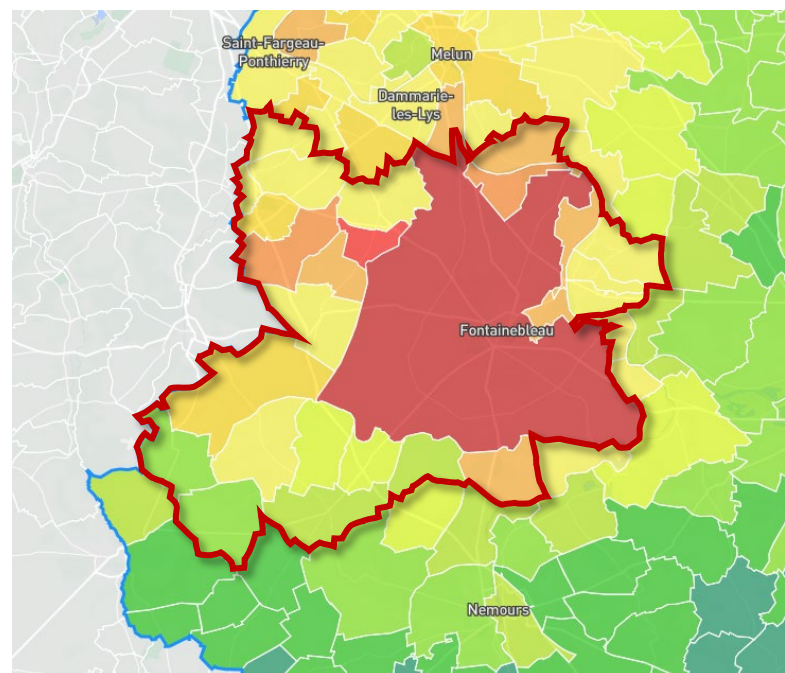 Saint-Fargeau-
Ponthierry
Melun
Dammarie-
les-Lys
Fontainebleau
Nemours